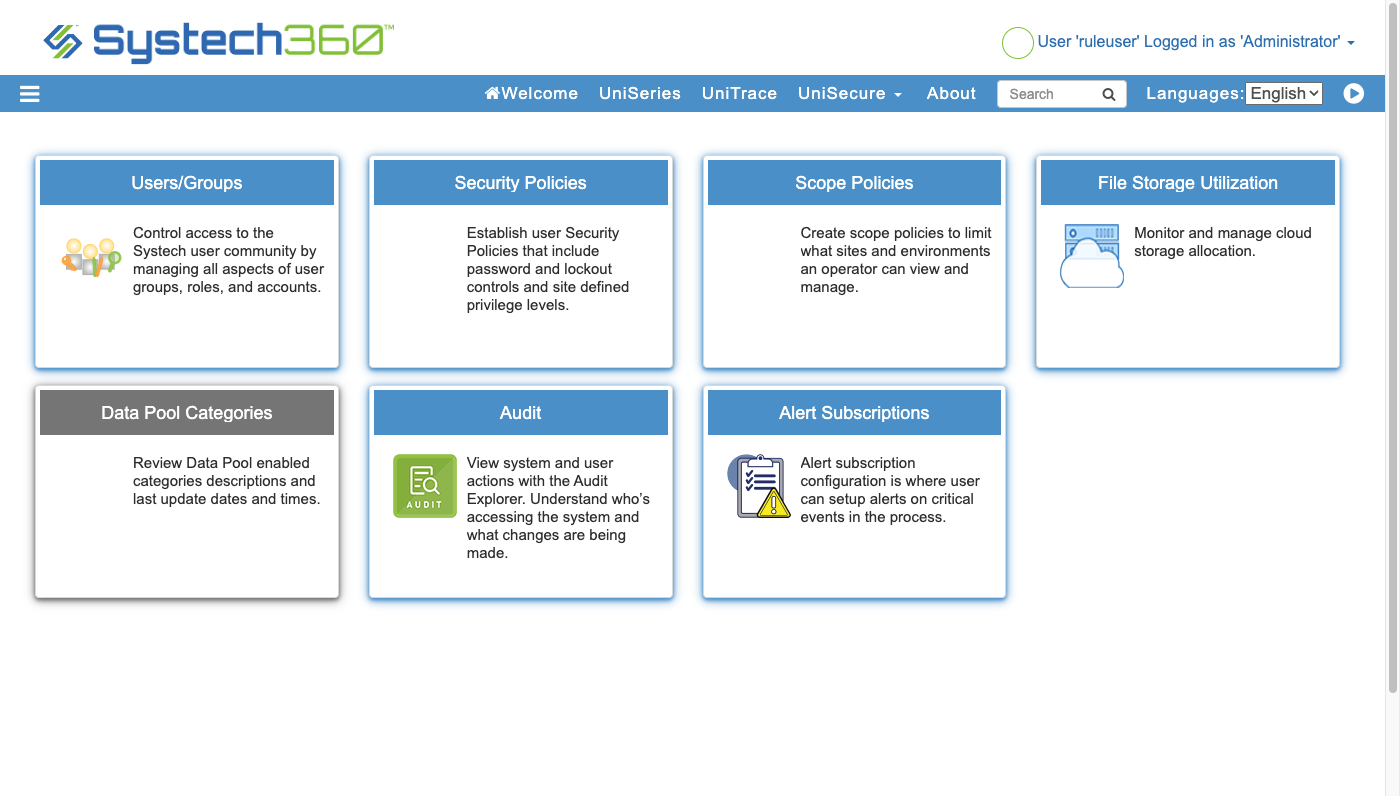 Systech360™
User 'ruleuser' Logged in as 'Administrator'
Welcome UniSeries UniTrace UniSecure About Search Languages: English
Users/Groups
Control access to the
Systech user community by
managing all aspects of user
groups, roles, and accounts.
Security Policies
Establish user Security
Policies that include
password and lockout
controls and site defined
privilege levels.
Scope Policies
Create scope policies to limit
what sites and environments
an operator can view and
manage.
File Storage Utilization
Monitor and manage cloud
storage allocation.
Data Pool Categories
Review Data Pool enabled
categories descriptions and
last update dates and times.
Audit
AUDIT
View system and user
actions with the Audit
Explorer. Understand who’s
accessing the system and
what changes are being
made.
Alert Subscriptions
Alert subscription
configuration is where user
can setup alerts on critical
events in the process.